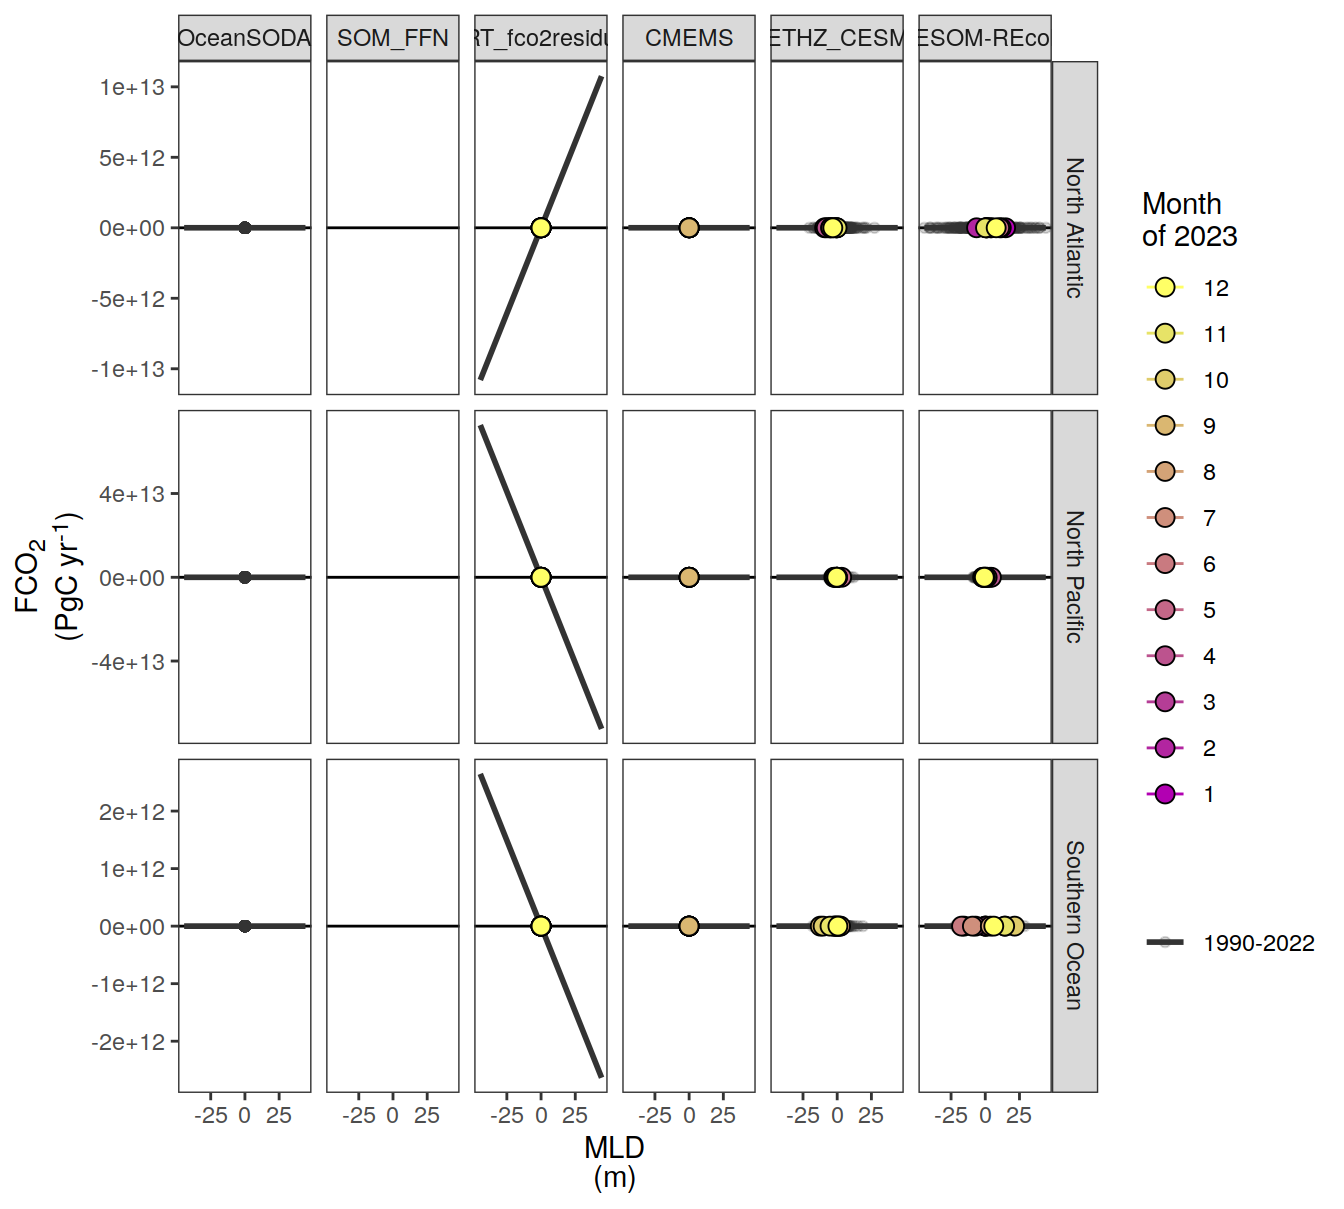 OceanSODA SOM_FFN RT_fco2residu CMEMS ETHZ_CESM ESOM-REco
1e+13
5e+12
0e+00
-5e+12
-1e+13
North Atlantic
4e+13
0e+00
-4e+13
North Pacific
2e+12
1e+12
0e+00
-1e+12
-2e+12
Southern Ocean
-25 0 25 -25 0 25 -25 0 25 -25 0 25 -25 0 25 -25 0 25
MLD
(m)
FCO2
(PgC yr-1)
Month
of 2023
12
11
10
9
8
7
6
5
4
3
2
1
1990-2022